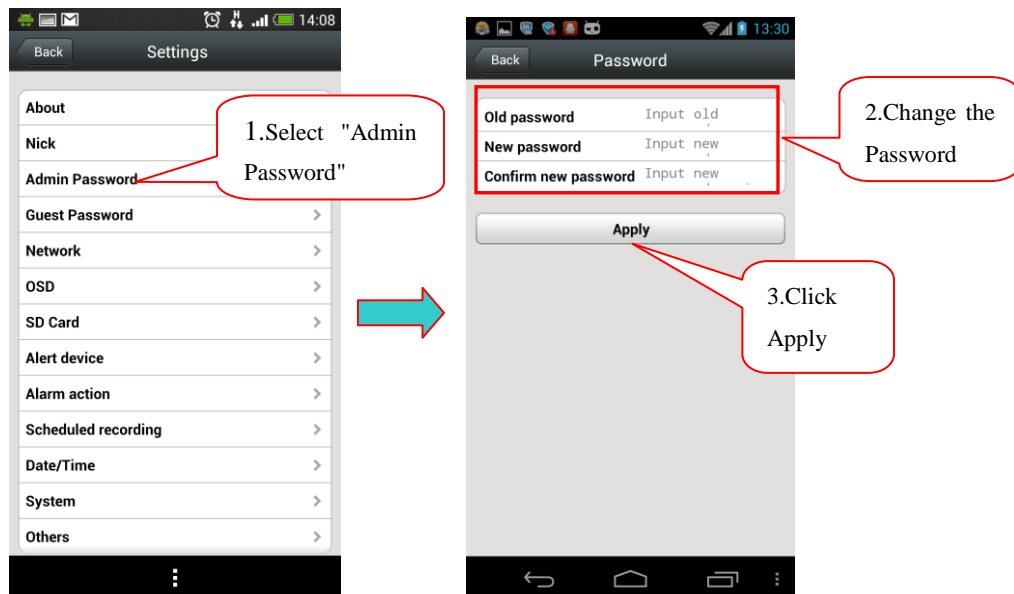 14:08
Back Settings
About
Nick
Admin Password
Guest Password
Network
OSD
SD Card
Alert device
Alarm action
Scheduled recording
Date/Time
System
Others
1.Select "Admin
Password"
13:30
Back Password
Old password Input old
New password Input new
Confirm new password Input new
Apply
2.Change the
Password
3.Click
Apply